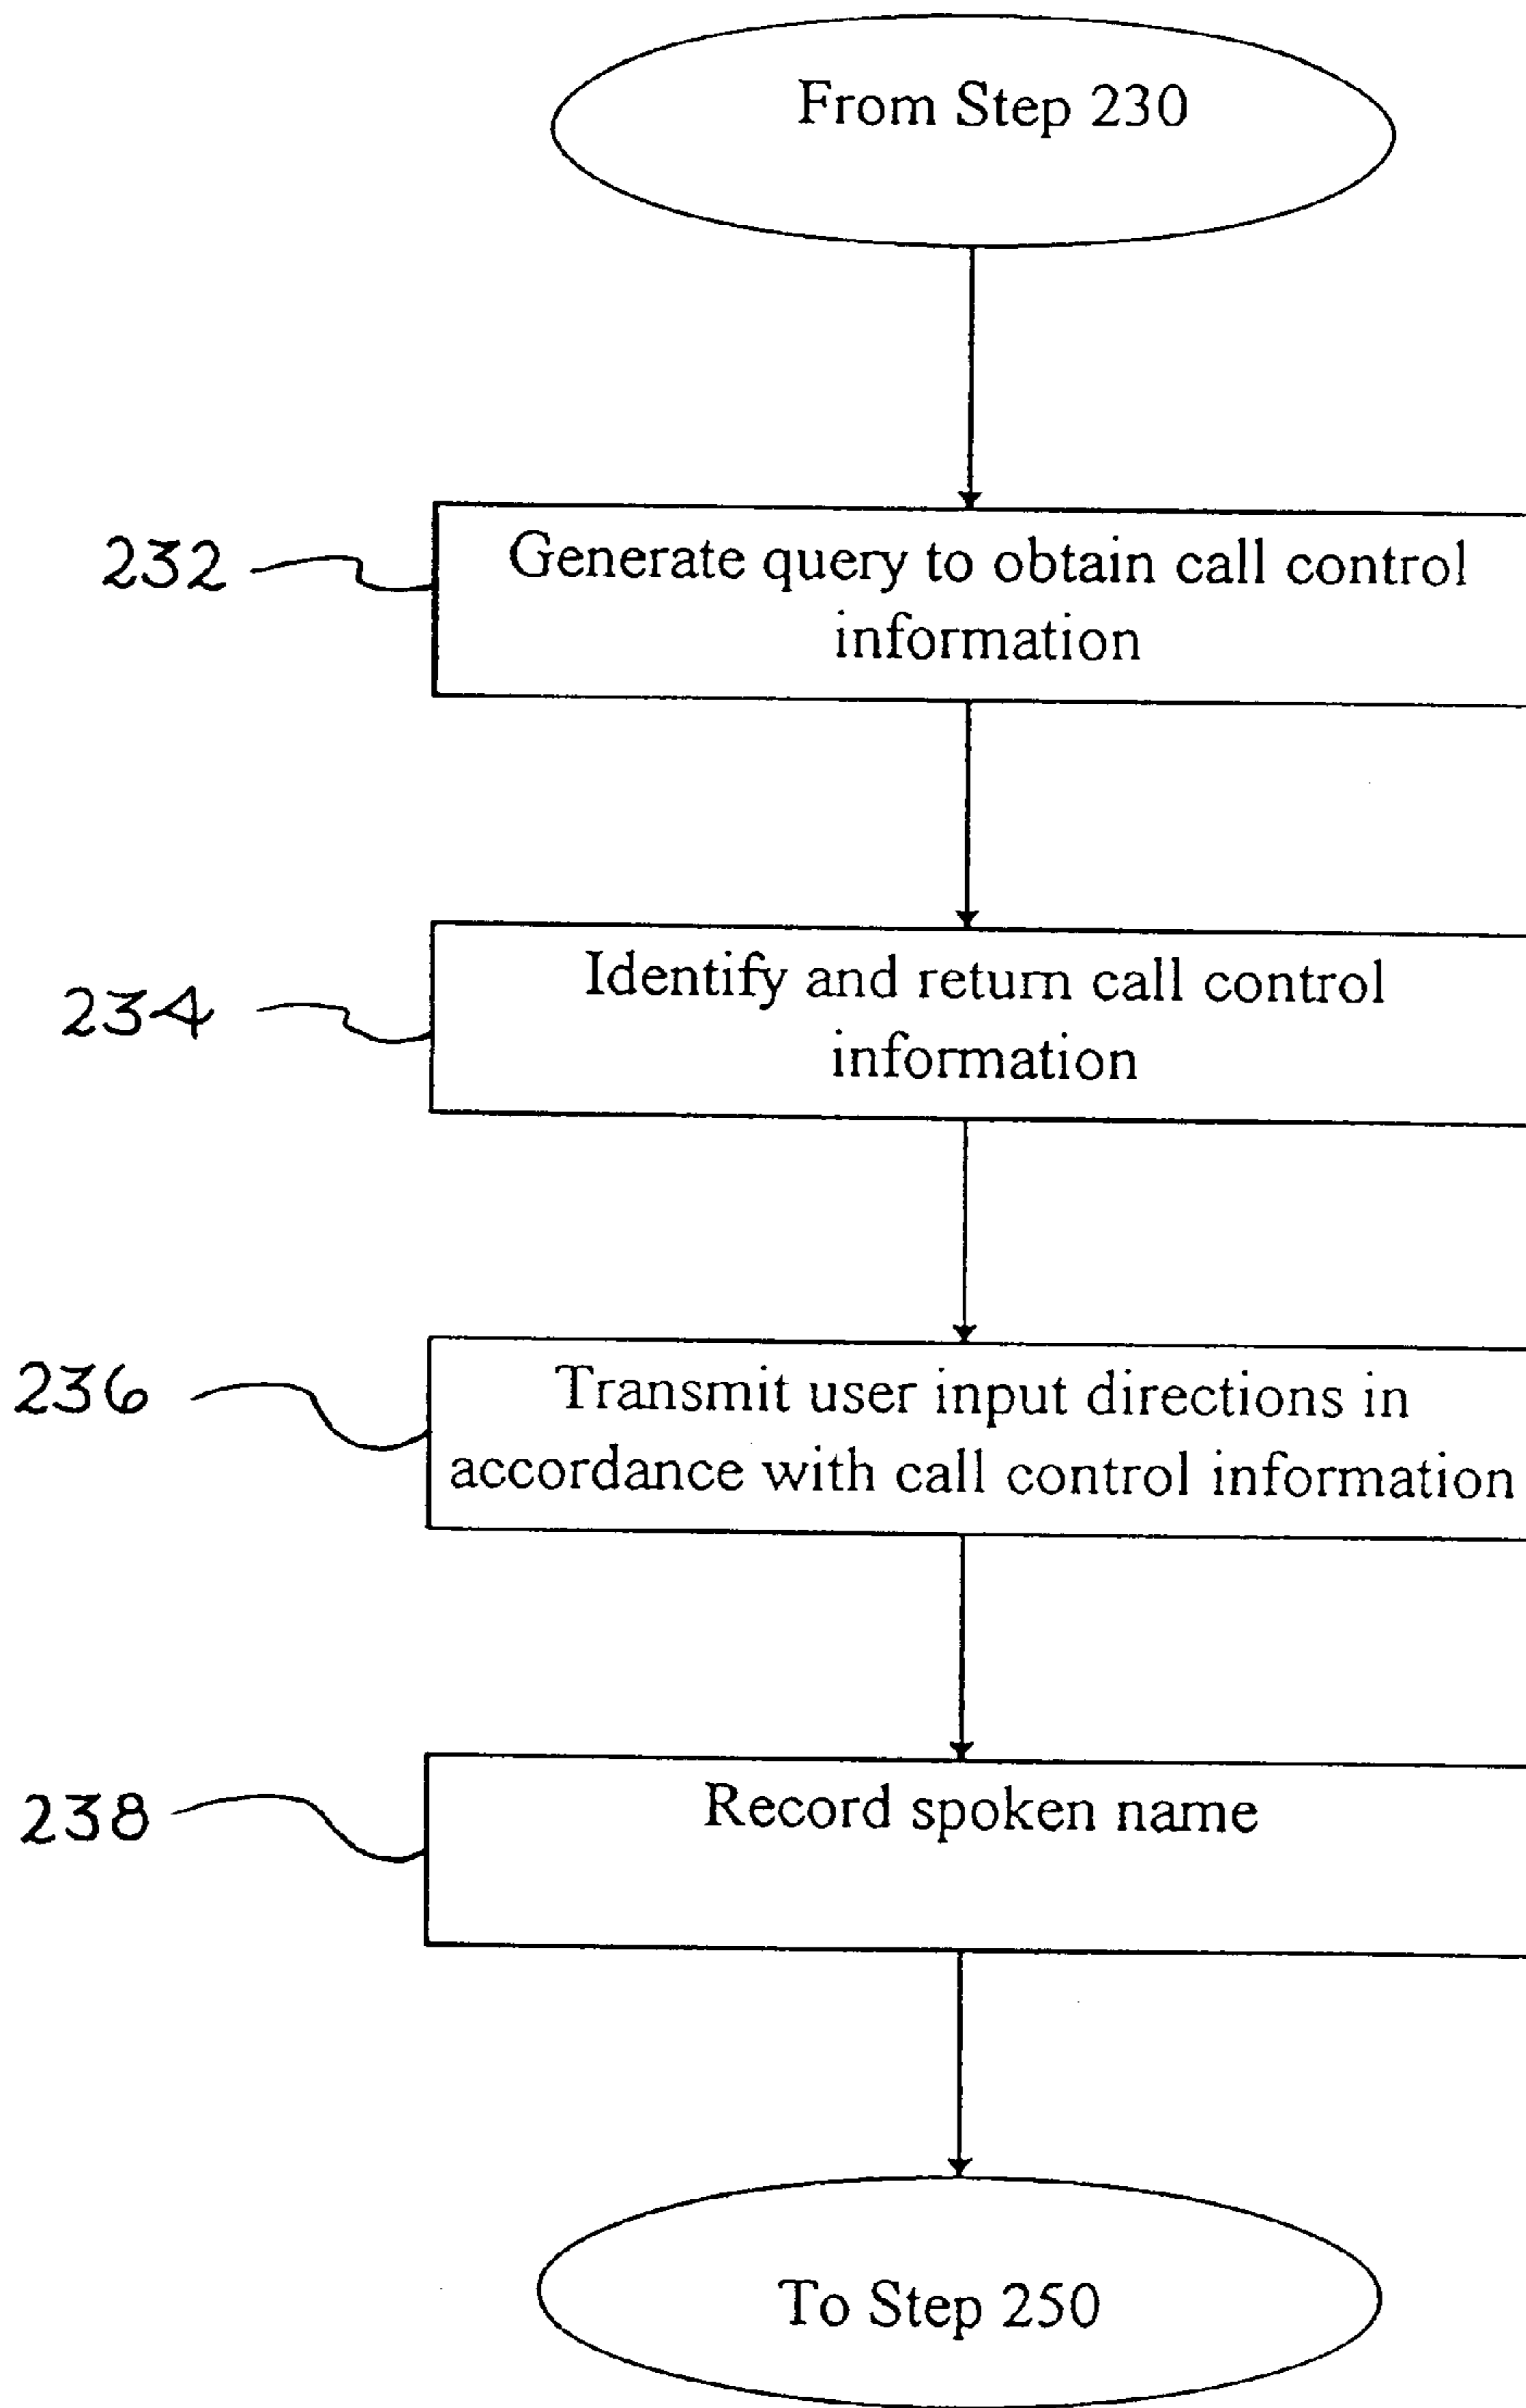 From Step 230
232
Generate query to obtain call control
information
234
Identify and return call control
information
236
Transmit user input directions in
accordance with call control information
238
Record spoken name
To Step 250